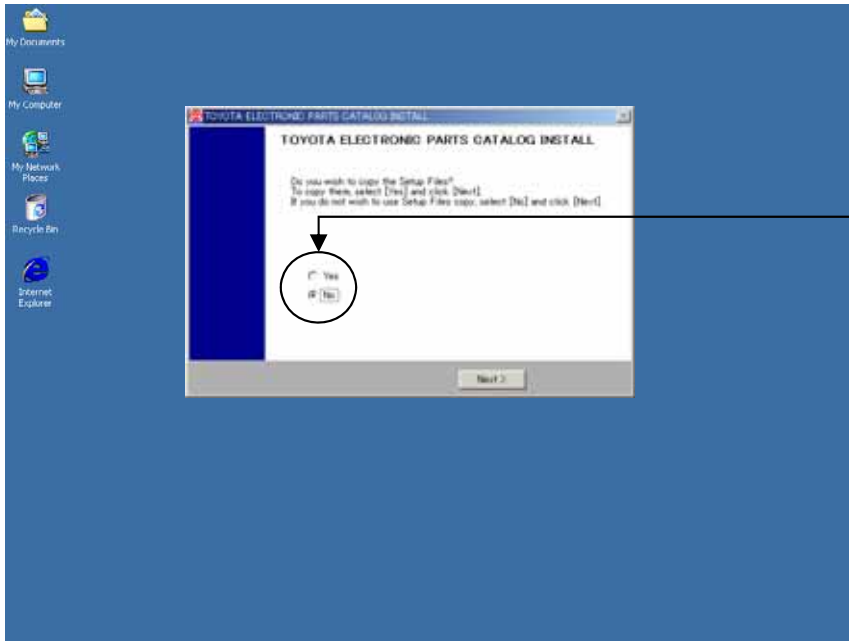 My Documents
My Computer
My Network
Places
Recycle Bin
Internet
Explorer
TOYOTA ELECTRONIC PARTS CATALOG INSTALL
TOYOTA ELECTRONIC PARTS CATALOG INSTALL
Do you wish to copy the Setup Files?
To copy them, select [Yes] and click [Next].
If you do not wish to use Setup Files copy, select [No] and click [Next].
Yes
No
Next >